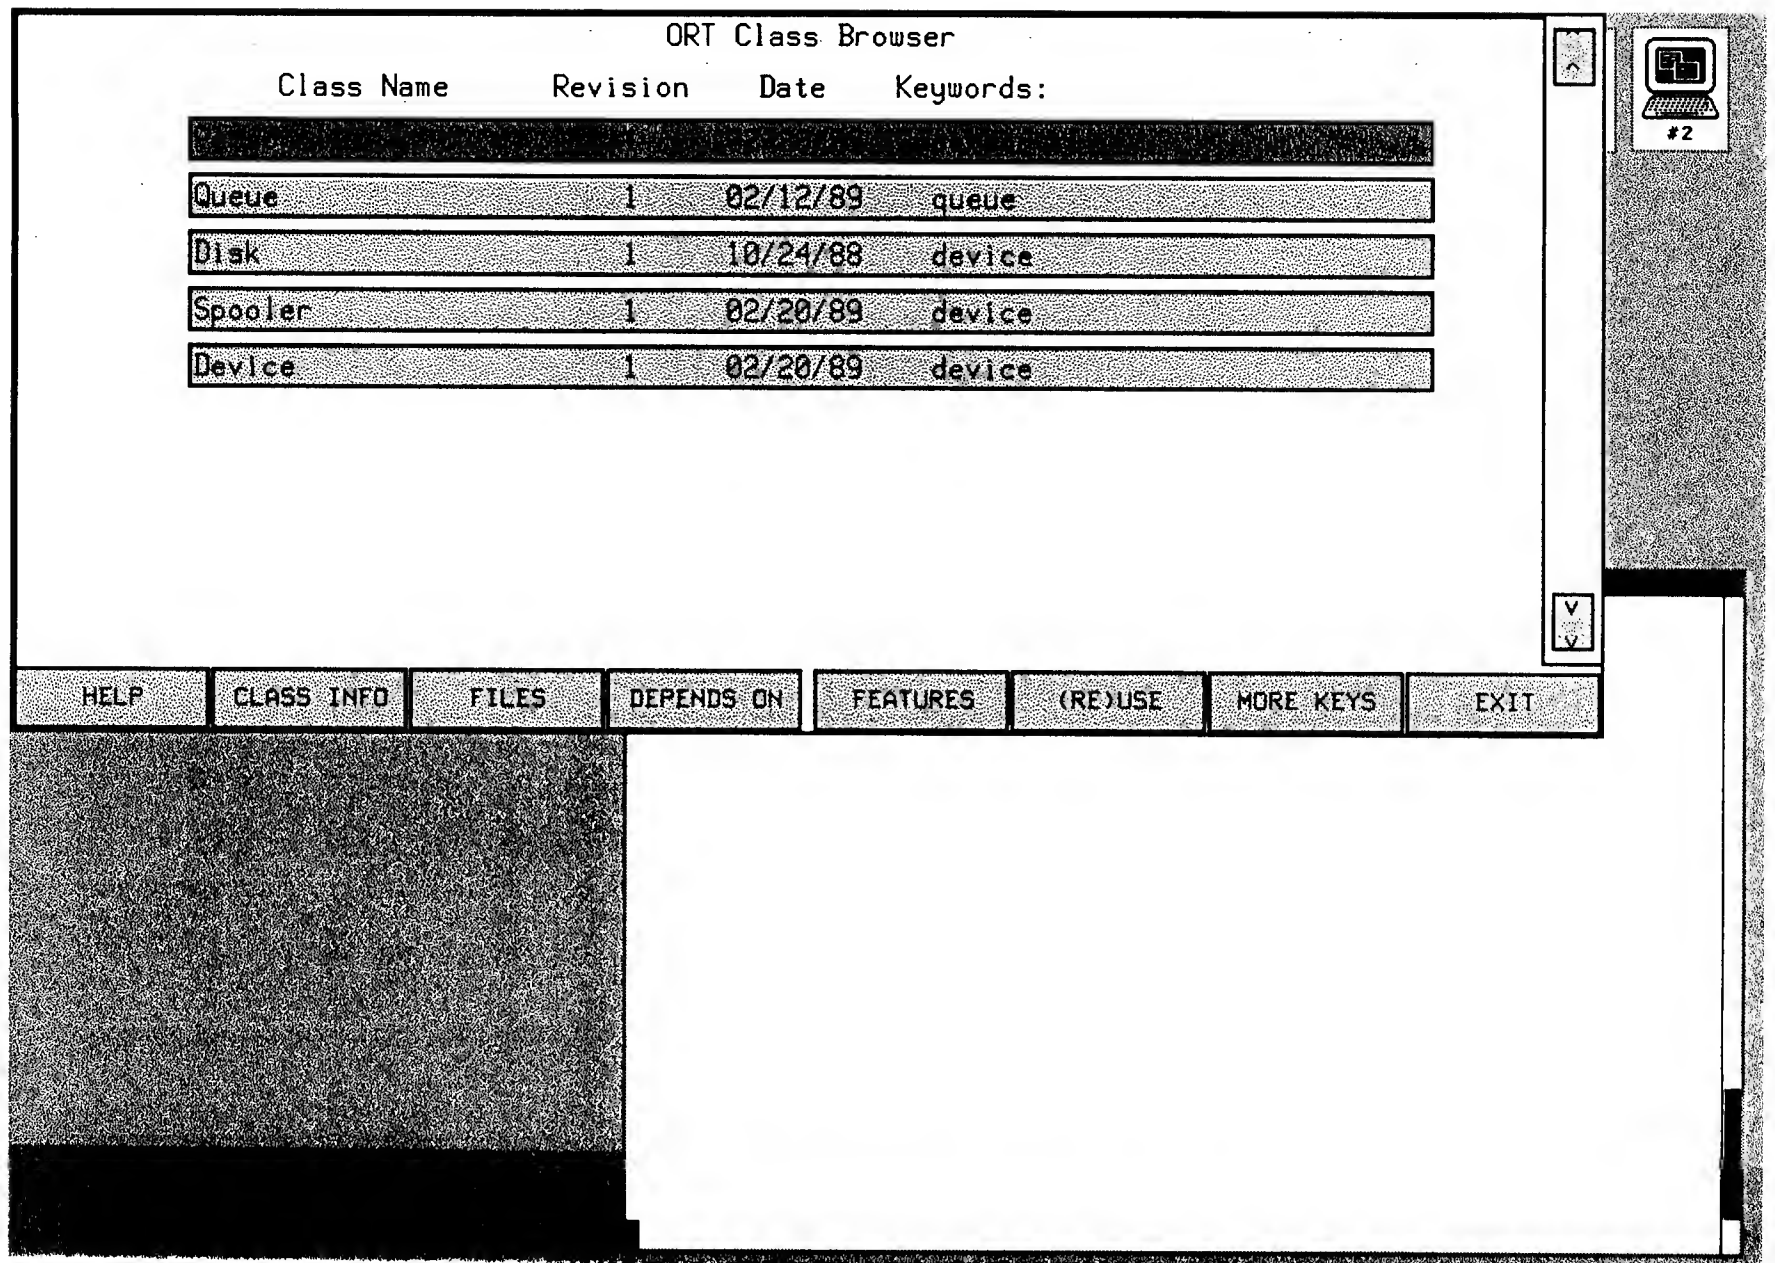 ORT Class Browser
Class Name Revision Date Keywords:
Queue 1 02/12/89 queue
Disk 1 10/24/88 device
Spooler 1 02/20/89 device
Device 1 02/20/89 device
HELP CLASS INFO FILES DEPENDS ON FEATURES (RE)USE MORE KEYS EXIT
#2